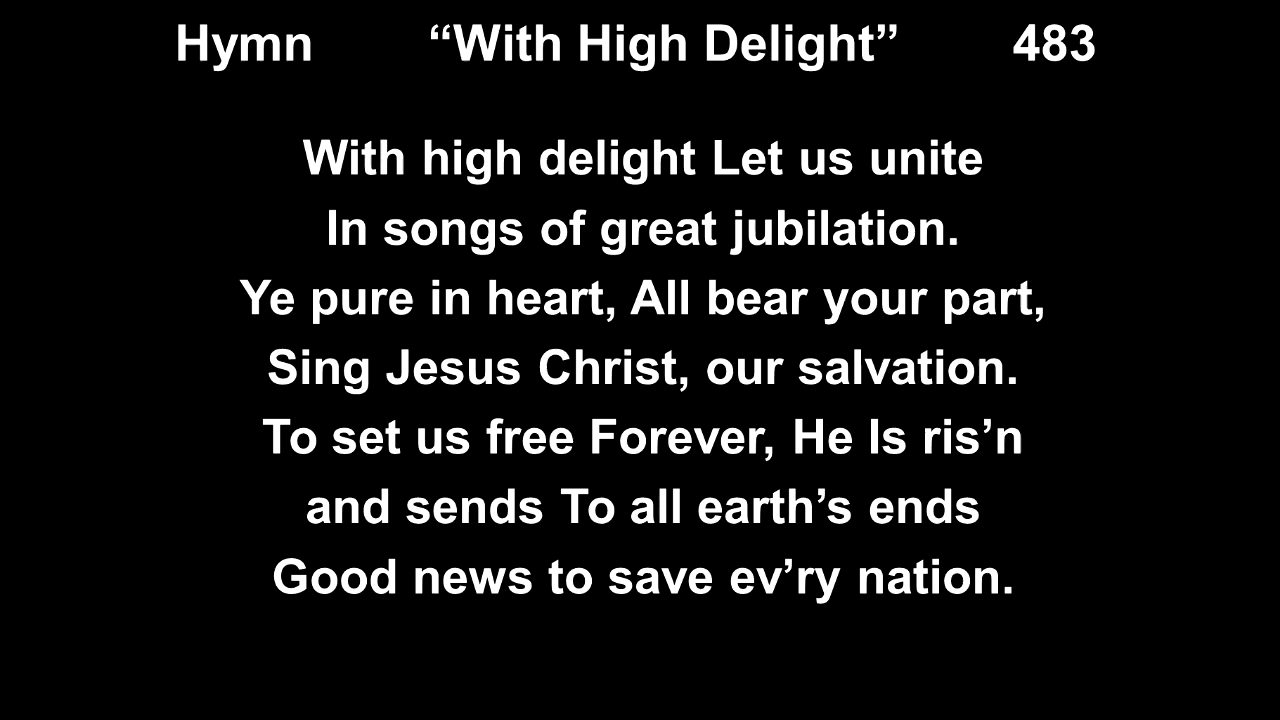 Hymn “With High Delight” 483
With high delight Let us unite
In songs of great jubilation.
Ye pure in heart, All bear your part,
Sing Jesus Christ, our salvation.
To set us free Forever, He Is ris’n
and sends To all earth’s ends
Good news to save ev’ry nation.